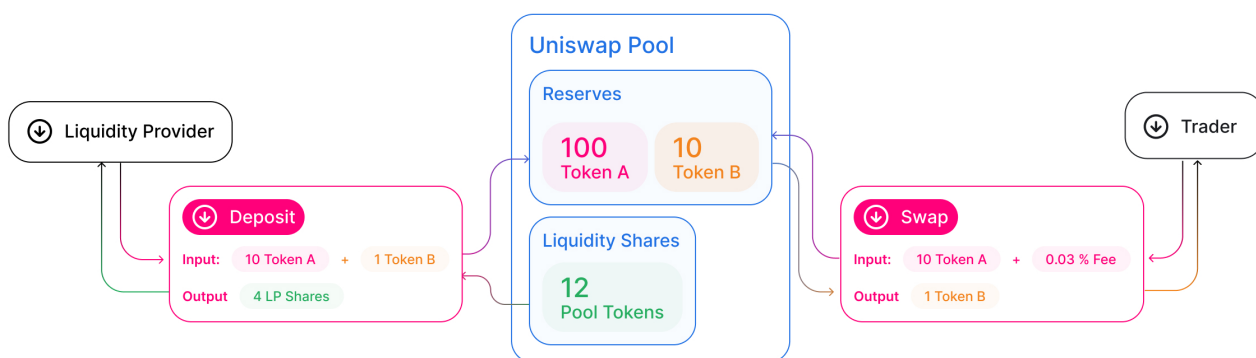 Uniswap Pool
Reserves
100
Token A
10
Token B
Liquidity Shares
12
Pool Tokens
Liquidity Provider
Deposit
Input: 10 Token A + 1 Token B
Output 4 LP Shares
Trader
Swap
Input: 10 Token A + 0.03 % Fee
Output 1 Token B